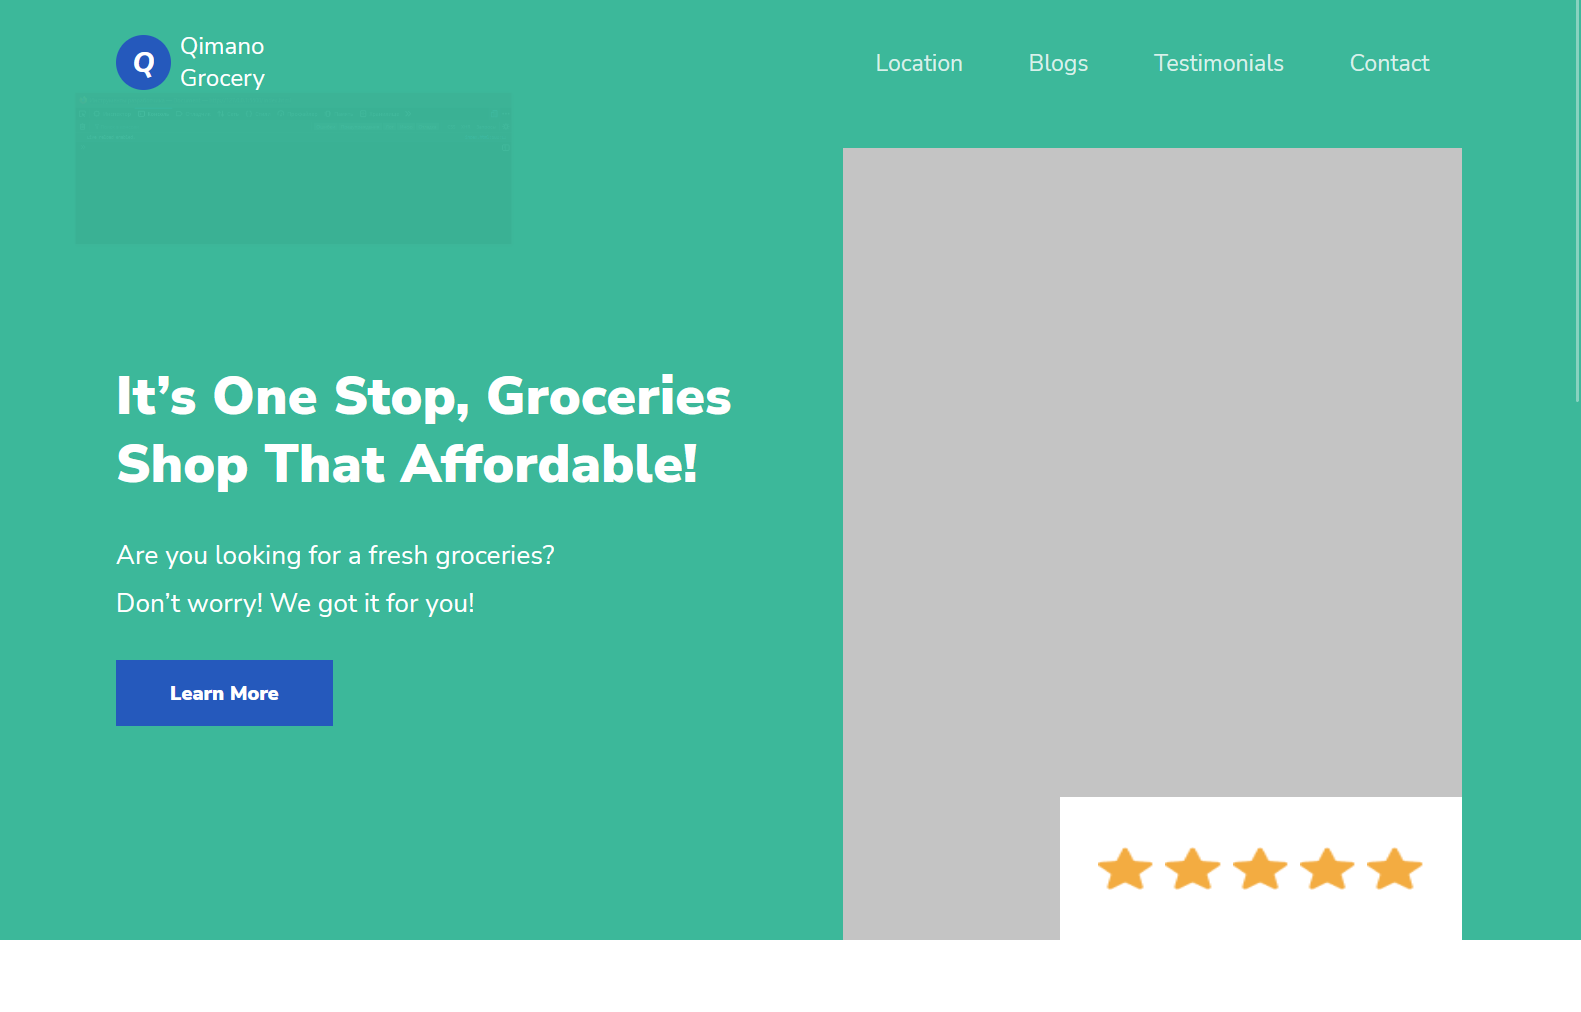 Q
Qimano
Grocery
Location
Blogs
Testimonials
Contact
It’s One Stop, Groceries
Shop That Affordable!
Are you looking for a fresh groceries?
Don’t worry! We got it for you!
Learn More